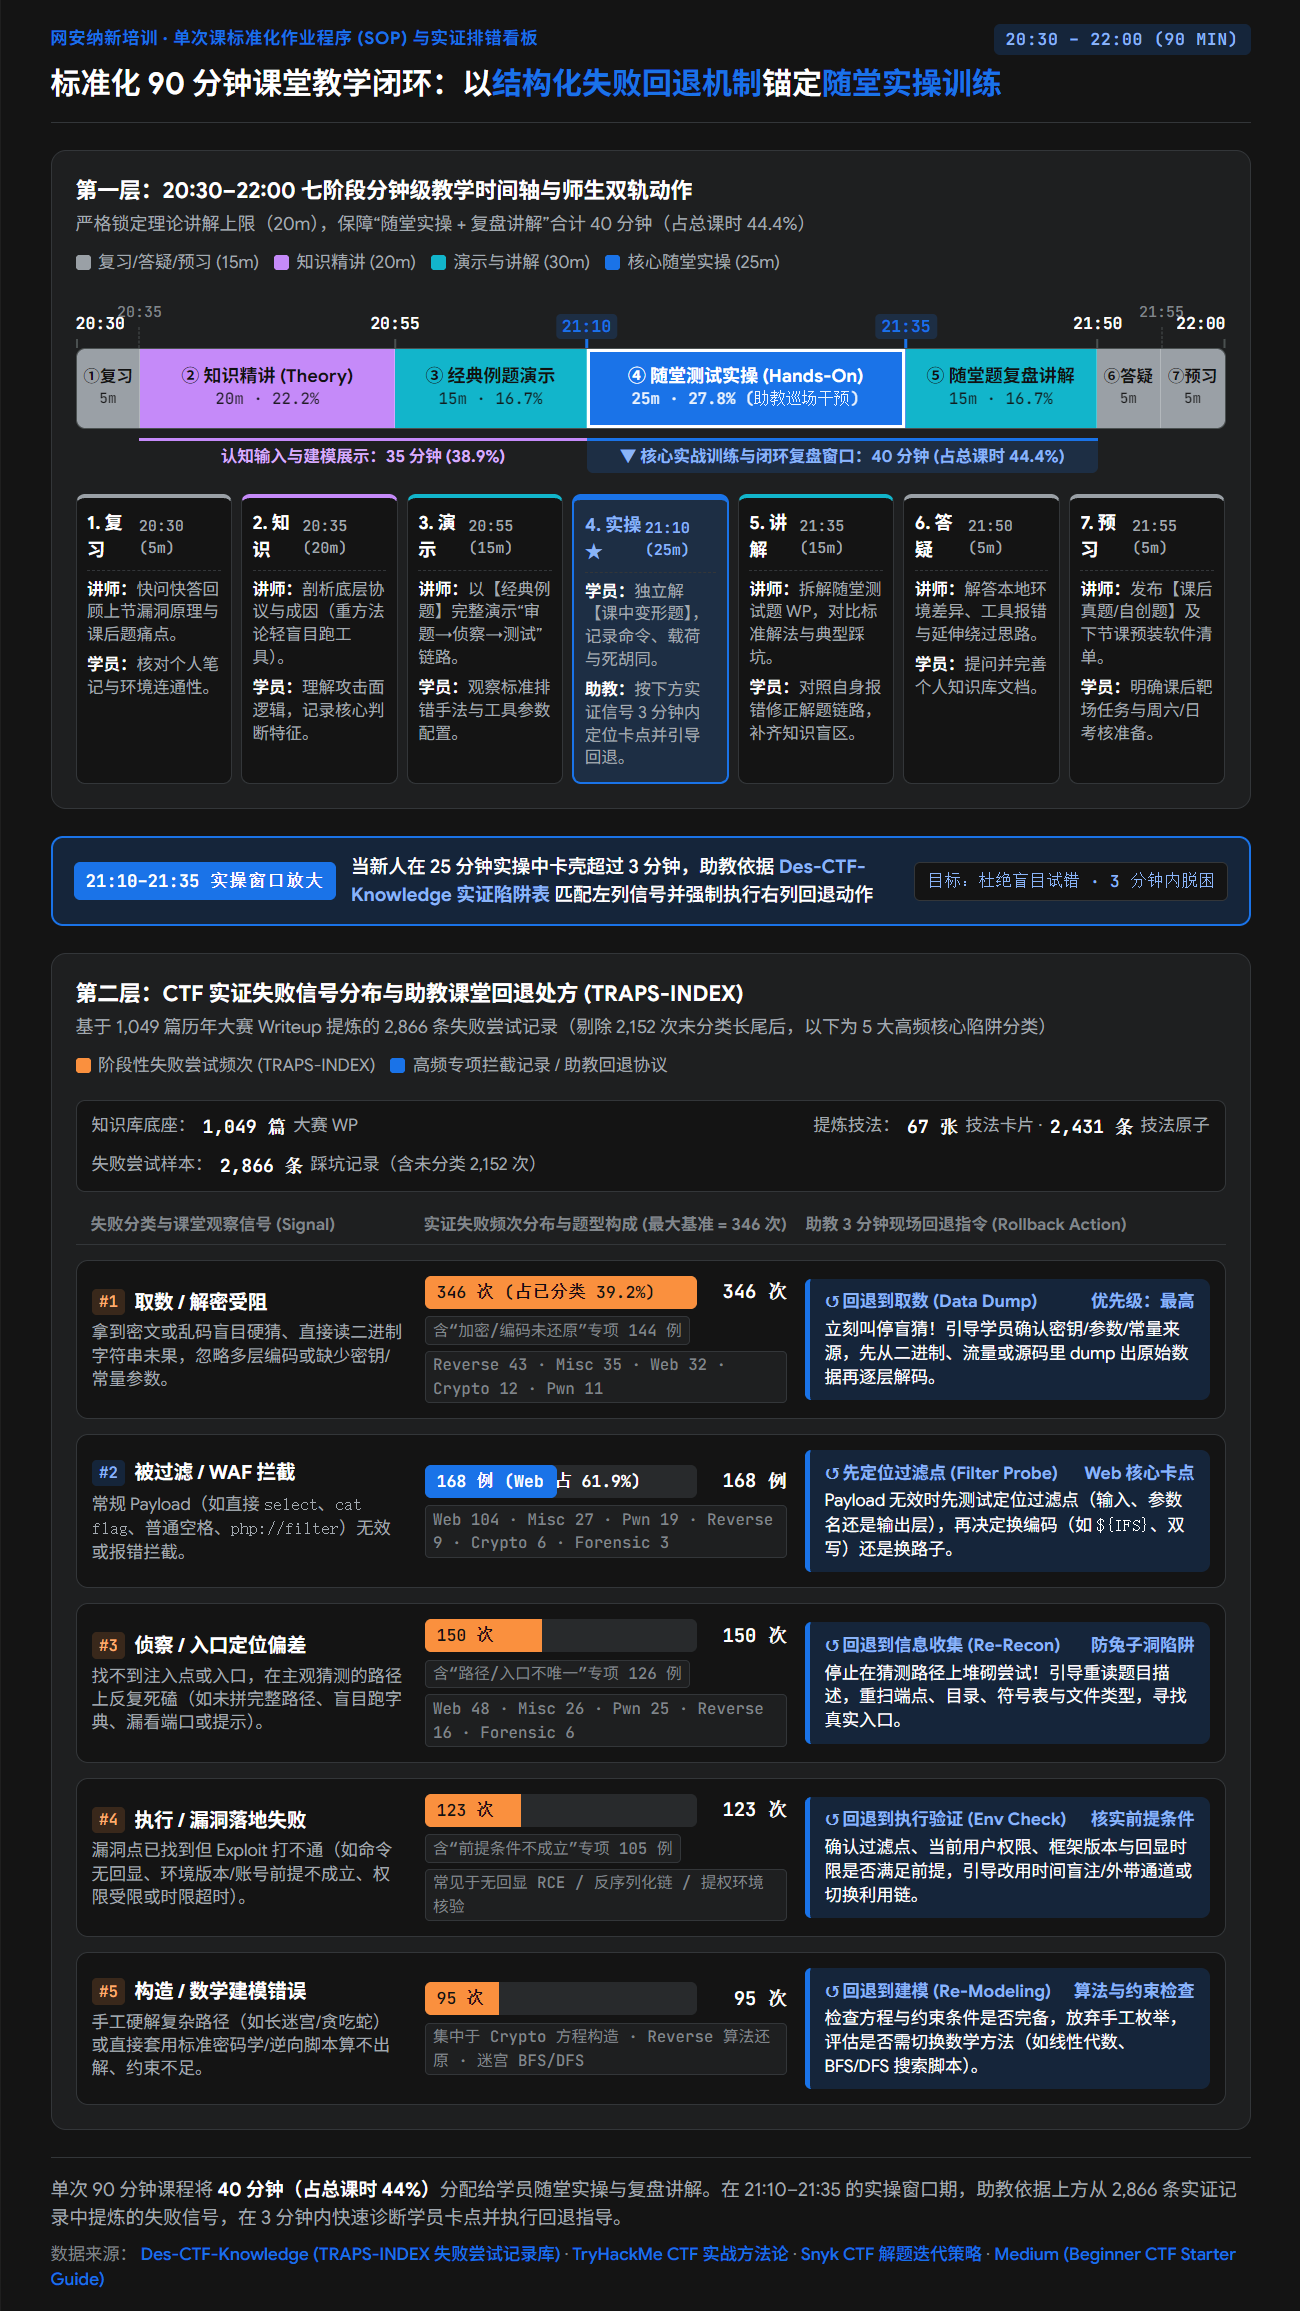 网安纳新培训 · 单次课标准化作业程序 (SOP) 与实证排错看板
20:30 – 22:00 (90 MIN)
标准化 90 分钟课堂教学闭环：以结构化失败回退机制锚定随堂实操训练
第一层：20:30–22:00 七阶段分钟级教学时间轴与师生双轨动作
严格锁定理论讲解上限（20m），保障“随堂实操 + 复盘讲解”合计 40 分钟（占总课时 44.4%）
复习/答疑/预习 (15m) 知识精讲 (20m) 演示与讲解 (30m) 核心随堂实操 (25m)
20:30 20:35 20:55 21:10 21:35 21:50 21:55 22:00
①复习 ② 知识精讲 (Theory) ③ 经典例题演示 ④ 随堂测试实操 (Hands-On) ⑤ 随堂题复盘讲解 ⑥答疑 ⑦预习
5m 20m · 22.2% 15m · 16.7% 25m · 27.8% (助教巡场干预) 15m · 16.7% 5m 5m
认知输入与建模展示：35 分钟 (38.9%) ▼ 核心实战训练与闭环复盘窗口：40 分钟 (占总课时 44.4%)
1. 复
习
20:30
(5m)
讲师：快问快答回
顾上节漏洞原理与
课后题痛点。
学员：核对个人笔
记与环境连通性。
2. 知
识
20:35
(20m)
讲师：剖析底层协
议与成因（重方法
论轻盲目跑工
具）。
学员：理解攻击面
逻辑，记录核心判
断特征。
3. 演
示
20:55
(15m)
讲师：以【经典例
题】完整演示“审
题→侦察→测试”
链路。
学员：观察标准排
错手法与工具参数
配置。
4. 实操
★
21:10
(25m)
学员：独立解
【课中变形题】，
记录命令、载荷
与死胡同。
助教：按下方实
证信号 3 分钟内
定位卡点并引导
回退。
5. 讲
解
21:35
(15m)
讲师：拆解随堂测
试题 WP，对比标
准解法与典型踩
坑。
学员：对照自身报
错修正解题链路，
补齐知识盲区。
6. 答
疑
21:50
(5m)
讲师：解答本地环
境差异、工具报错
与延伸绕过思路。
学员：提问并完善
个人知识库文档。
7. 预
习
21:55
(5m)
讲师：发布【课后
真题/自创题】及
下节课预装软件清
单。
学员：明确课后靶
场任务与周六/日
考核准备。
21:10–21:35 实操窗口放大
当新人在 25 分钟实操中卡壳超过 3 分钟，助教依据 Des-CTF-
Knowledge 实证陷阱表 匹配左列信号并强制执行右列回退动作
目标：杜绝盲目试错 · 3 分钟内脱困
第二层：CTF 实证失败信号分布与助教课堂回退处方 (TRAPS-INDEX)
基于 1,049 篇历年大赛 Writeup 提炼的 2,866 条失败尝试记录（剔除 2,152 次未分类长尾后，以下为 5 大高频核心陷阱分类）
阶段性失败尝试频次 (TRAPS-INDEX) 高频专项拦截记录 / 助教回退协议
知识库底座： 1,049 篇 大赛 WP 提炼技法： 67 张 技法卡片 · 2,431 条 技法原子
失败尝试样本： 2,866 条 踩坑记录（含未分类 2,152 次）
失败分类与课堂观察信号 (Signal) 实证失败频次分布与题型构成 (最大基准 = 346 次) 助教 3 分钟现场回退指令 (Rollback Action)
#1 取数 / 解密受阻
拿到密文或乱码盲目硬猜、直接读二进制
字符串未果，忽略多层编码或缺少密钥/
常量参数。
346 次 (占已分类 39.2%) 346 次
含“加密/编码未还原”专项 144 例
Reverse 43 · Misc 35 · Web 32 ·
Crypto 12 · Pwn 11
↺ 回退到取数 (Data Dump) 优先级：最高
立刻叫停盲猜！引导学员确认密钥/参数/常量来
源，先从二进制、流量或源码里 dump 出原始数
据再逐层解码。
#2 被过滤 / WAF 拦截
常规 Payload（如直接 select、cat
flag、普通空格、php://filter）无效
或报错拦截。
168 例 (Web 占 61.9%) 168 例
Web 104 · Misc 27 · Pwn 19 · Reverse
9 · Crypto 6 · Forensic 3
↺ 先定位过滤点 (Filter Probe) Web 核心卡点
Payload 无效时先测试定位过滤点（输入、参数
名还是输出层），再决定换编码（如 ${IFS}、双
写）还是换路子。
#3 侦察 / 入口定位偏差
找不到注入点或入口，在主观猜测的路径
上反复死磕（如未拼完整路径、盲目跑字
典、漏看端口或提示）。
150 次 150 次
含“路径/入口不唯一”专项 126 例
Web 48 · Misc 26 · Pwn 25 · Reverse
16 · Forensic 6
↺ 回退到信息收集 (Re-Recon) 防兔子洞陷阱
停止在猜测路径上堆砌尝试！引导重读题目描
述，重扫端点、目录、符号表与文件类型，寻找
真实入口。
#4 执行 / 漏洞落地失败
漏洞点已找到但 Exploit 打不通（如命令
无回显、环境版本/账号前提不成立、权
限受限或时限超时）。
123 次 123 次
含“前提条件不成立”专项 105 例
常见于无回显 RCE / 反序列化链 / 提权环境
核验
↺ 回退到执行验证 (Env Check) 核实前提条件
确认过滤点、当前用户权限、框架版本与回显时
限是否满足前提，引导改用时间盲注/外带通道或
切换利用链。
#5 构造 / 数学建模错误
手工硬解复杂路径（如长迷宫/贪吃蛇）
或直接套用标准密码学/逆向脚本算不出
解、约束不足。
95 次 95 次
集中于 Crypto 方程构造 · Reverse 算法还
原 · 迷宫 BFS/DFS
↺ 回退到建模 (Re-Modeling) 算法与约束检查
检查方程与约束条件是否完备，放弃手工枚举，
评估是否需切换数学方法（如线性代数、
BFS/DFS 搜索脚本）。
单次 90 分钟课程将 40 分钟（占总课时 44%）分配给学员随堂实操与复盘讲解。在 21:10–21:35 的实操窗口期，助教依据上方从 2,866 条实证记
录中提炼的失败信号，在 3 分钟内快速诊断学员卡点并执行回退指导。
数据来源： Des-CTF-Knowledge (TRAPS-INDEX 失败尝试记录库) · TryHackMe CTF 实战方法论 · Snyk CTF 解题迭代策略 · Medium (Beginner CTF Starter
Guide)